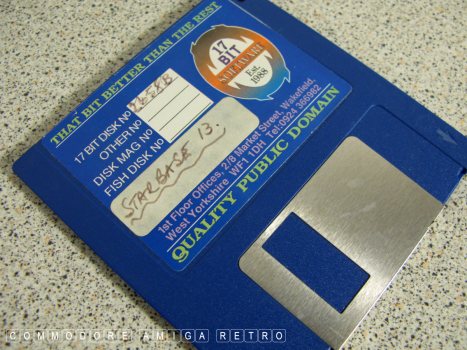 THAT BIT BETTER THAN THE REST
17
BIT
SOFTWARE
Est.
1988
17 BIT DISK NO
OTHER NO
DISK MAG NO
FISH DISK NO
STARBASE 13.
1st Floor Offices, 2/8 Market Street, Wakefield,
West Yorkshire WF1 1DH Tel:0924 366982
QUALITY PUBLIC DOMAIN
COMMODORE AMIGA RETRO